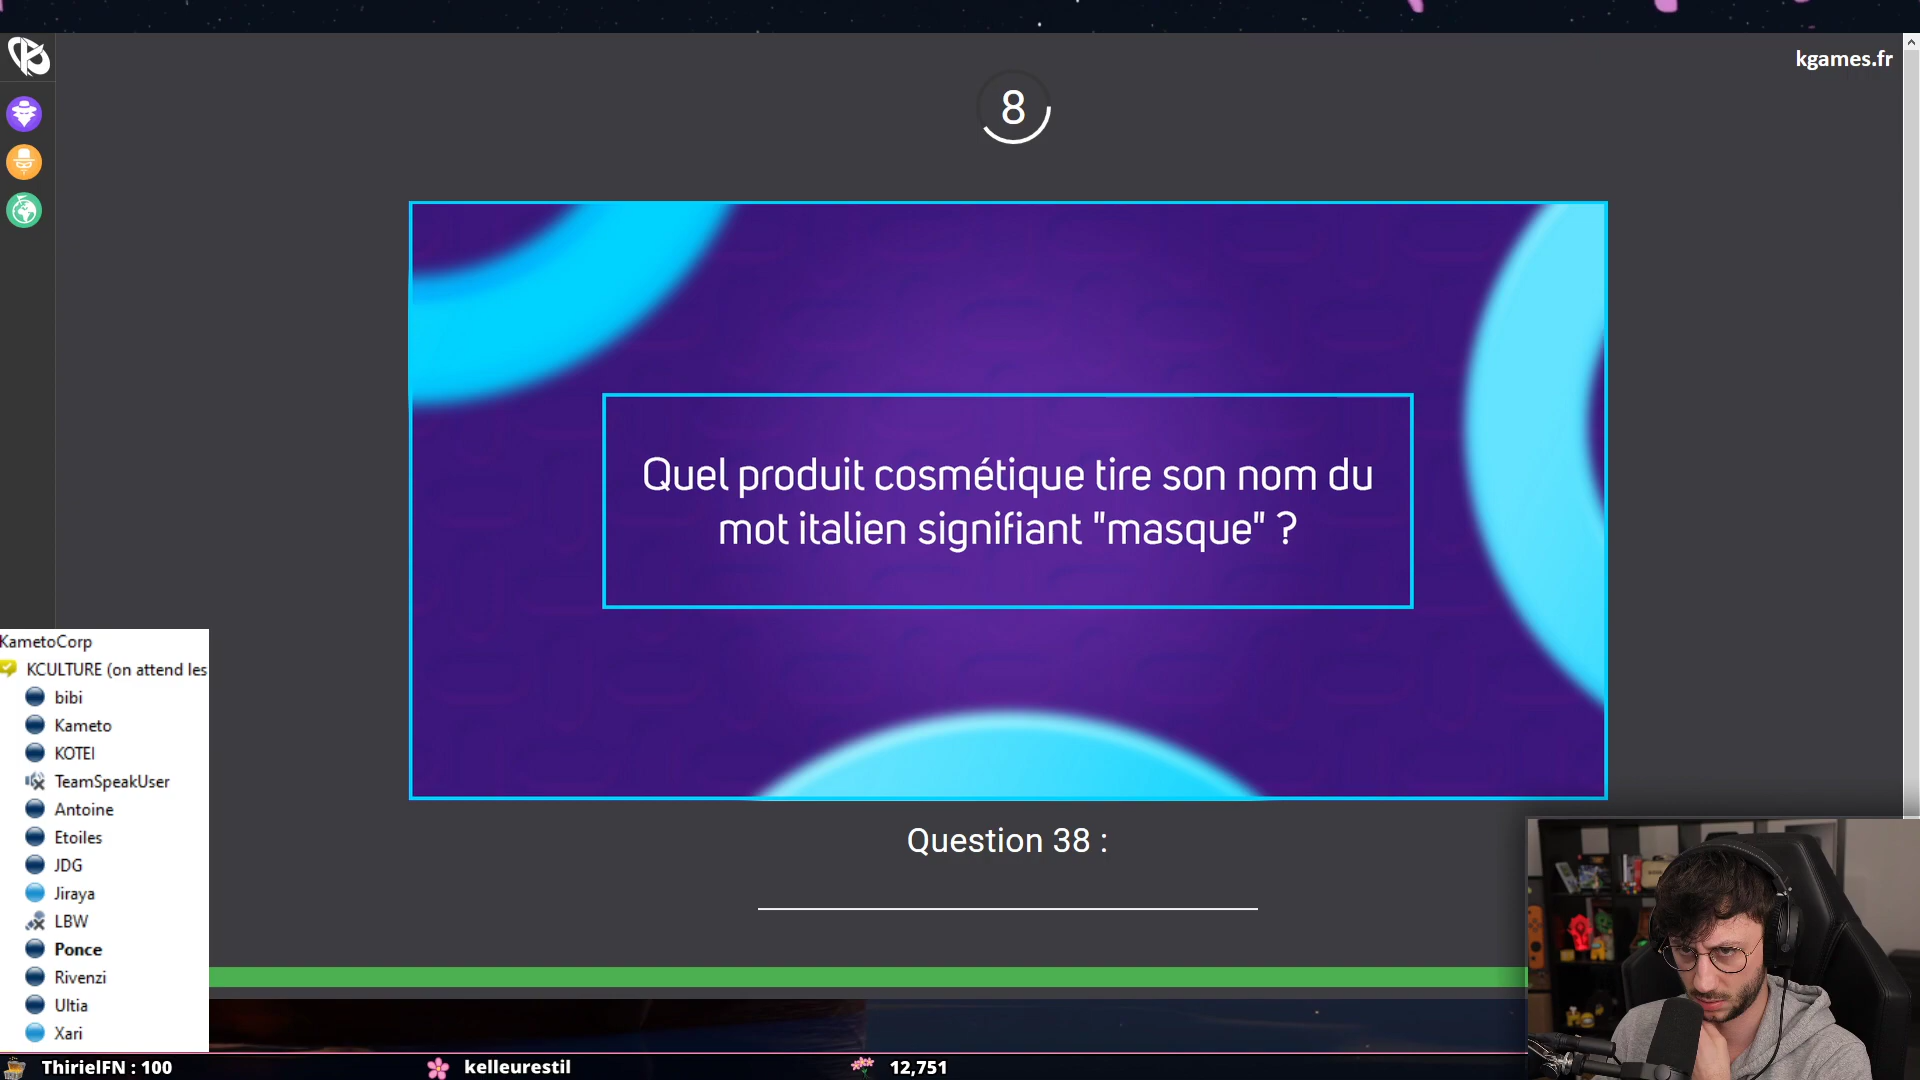 kgames.fr
8
Quel produit cosmétique tire son nom du
mot italien signifiant "masque" ?
Question 38 :
KametoCorp
KCULTURE (on attend les
bibi
Kameto
KOTEI
TeamSpeakUser
Antoine
Etoiles
JDG
Jiraya
LBW
Ponce
Rivenzi
Ultia
Xari
ThirielFN : 100
kelleurestil
12,751